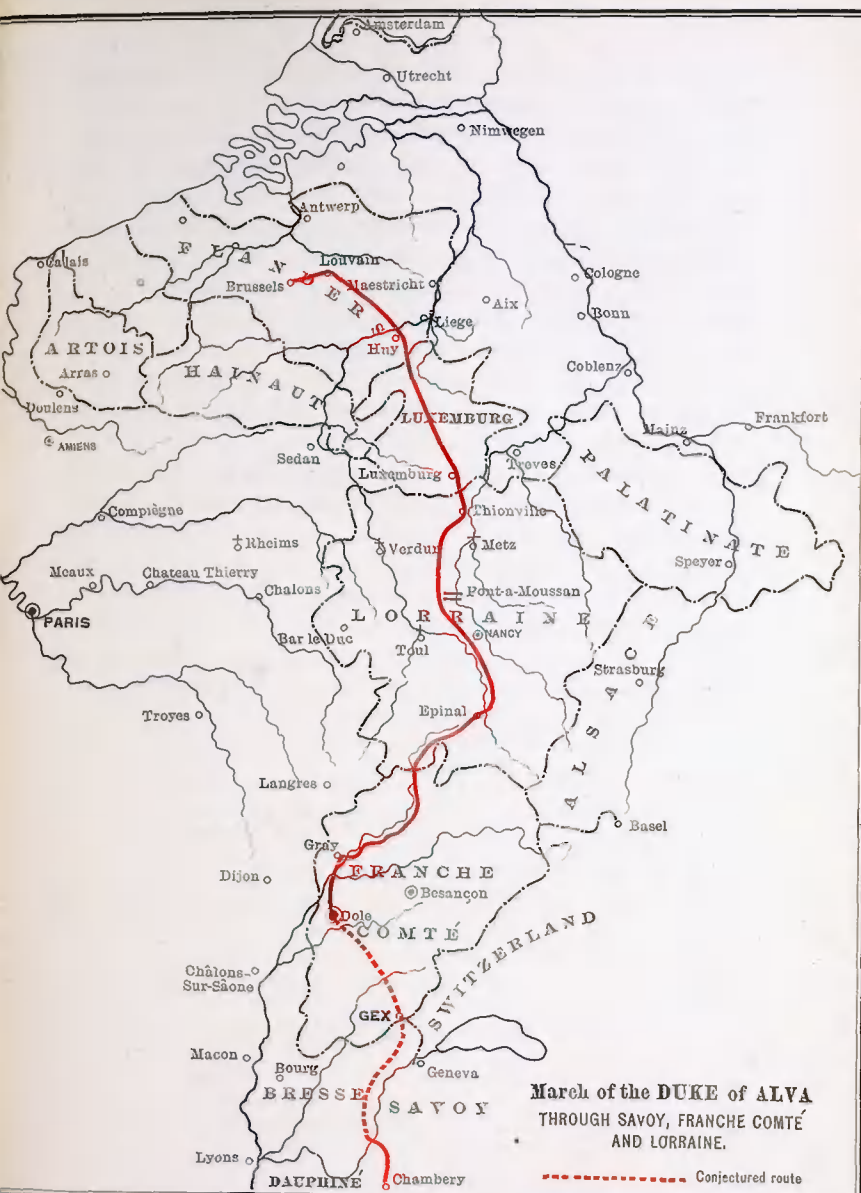 Amsterdam
Utrecht
Nimwegen
Antwerp
FLANDERS
Calais
Louvain
Brussels
Maestricht
Cologne
Aix
Bonn
Liege
ARTOIS
Huy
Arras
HAINAUT
Coblenz
Doulens
LUXEMBURG
Frankfort
AMIENS
Mainz
Sedan
Treves
Luxemburg
PALATINATE
Compiègne
Thionville
Rheims
Verdun
Metz
Speyer
Meaux
Chateau Thierry
Chalons
Pont-a-Moussan
PARIS
LORRAINE
Bar le Duc
Toul
NANCY
Strasburg
ALSACE
Troyes
Epinal
Langres
Basel
Gray
Dijon
FRANCHE
Besançon
Dole
COMTÉ
SWITZERLAND
Châlons-
Sur-Sâone
GEX
Macon
Geneva
Bourg
BRESSE
SAVOY
March of the DUKE of ALVA
THROUGH SAVOY, FRANCHE COMTÉ
AND LORRAINE.
Lyons
DAUPHINÉ
Chambery
Conjectured route